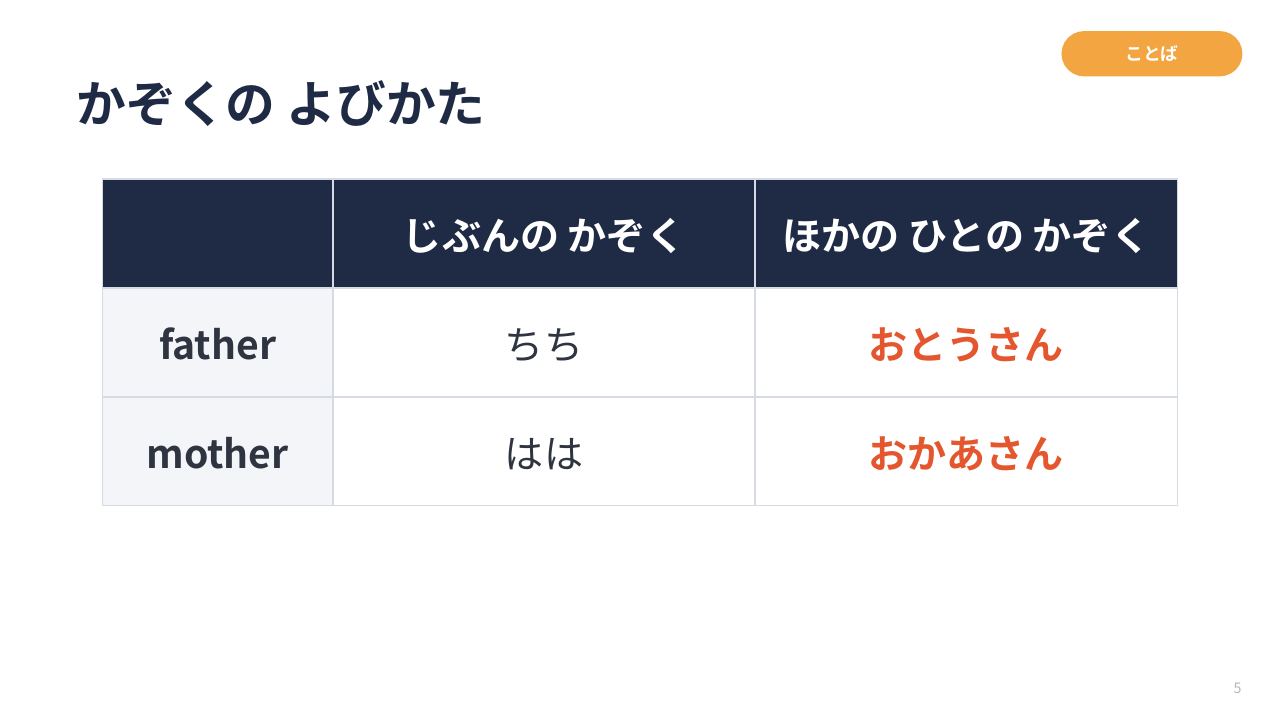 ことば
かぞくの よびかた
じぶんの かぞく
ほかの ひとの かぞく
father
ちち
おとうさん
mother
はは
おかあさん
5